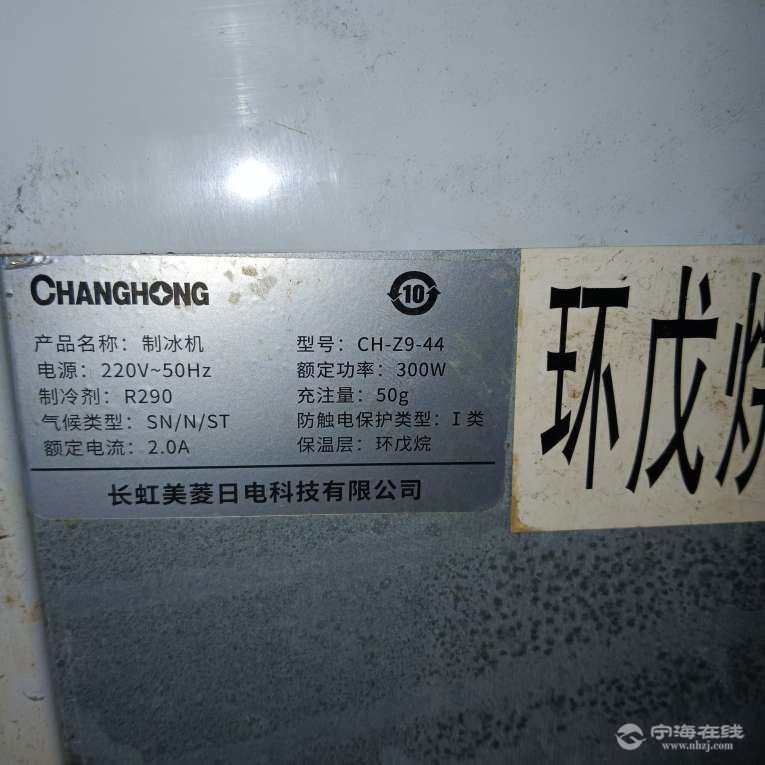 CHANGHONG
10
产品名称：制冰机 型号：CH-Z9-44
电源：220V~50Hz 额定功率：300W
制冷剂：R290 充注量：50g
气候类型：SN/N/ST 防触电保护类型：I 类
额定电流：2.0A 保温层：环戊烷
长虹美菱日电科技有限公司
环戊烷
宁海在线
www.nhzj.com